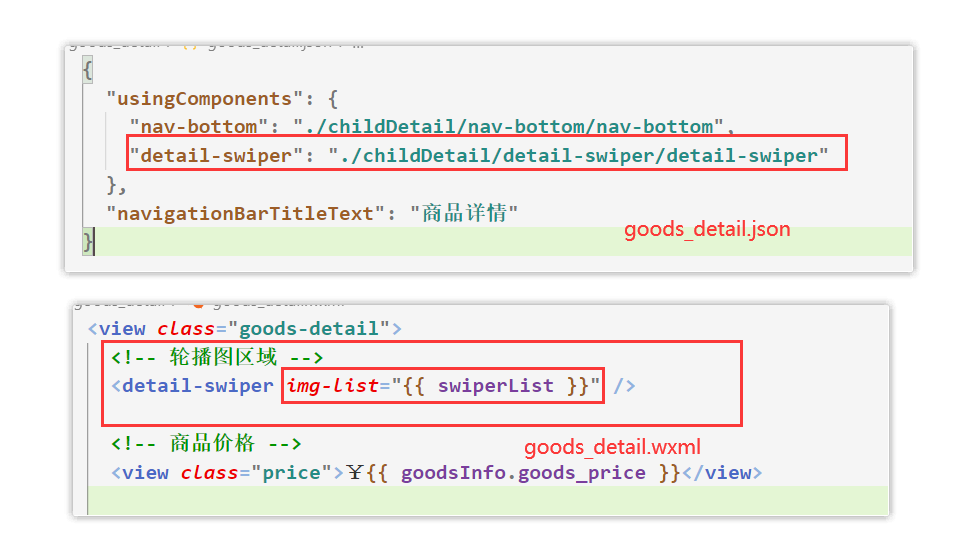 {
"usingComponents": {
"nav-bottom": "./childDetail/nav-bottom/nav-bottom",
"detail-swiper": "./childDetail/detail-swiper/detail-swiper"
},
"navigationBarTitleText": "商品详情"
}
goods_detail.json
<view class="goods-detail">
<!-- 轮播图区域 -->
<detail-swiper img-list="{{ swiperList }}" />
<!-- 商品价格 -->
goods_detail.wxml
<view class="price">￥{{ goodsInfo.goods_price }}</view>